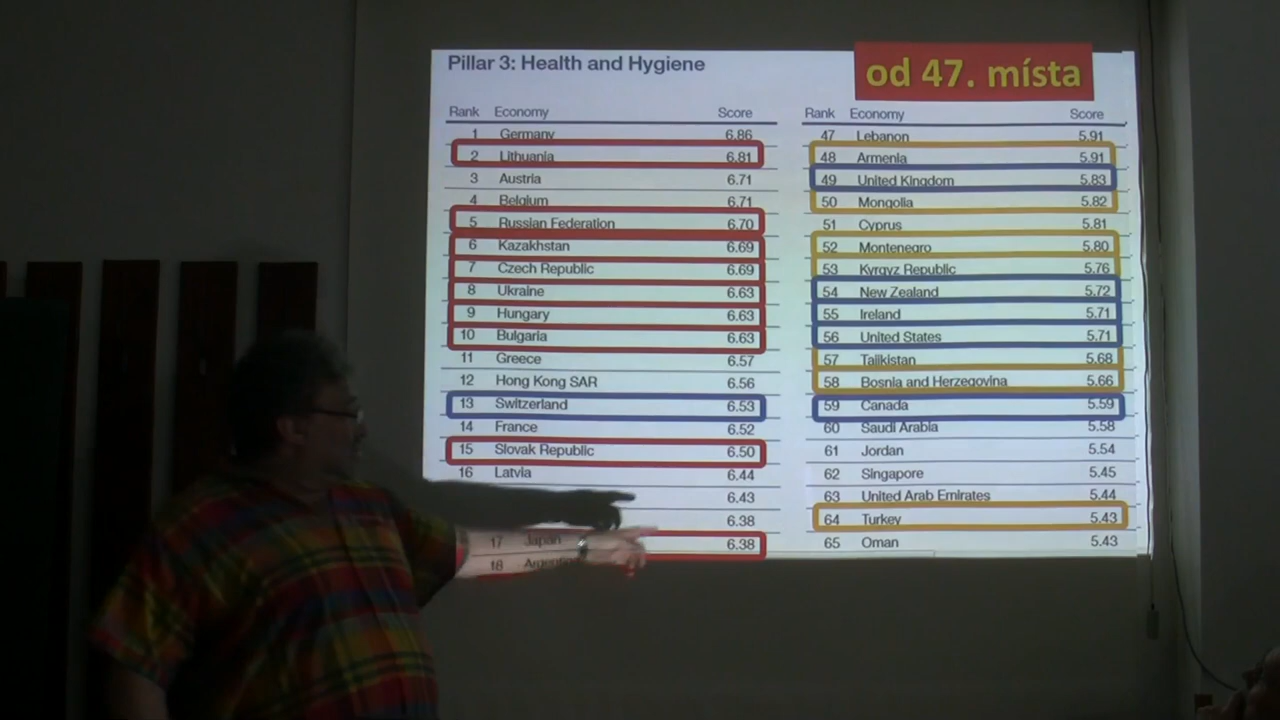 Pillar 3: Health and Hygiene
od 47. místa
Rank Economy Score
1 Germany 6.86
2 Lithuania 6.81
3 Austria 6.71
4 Belgium 6.71
5 Russian Federation 6.70
6 Kazakhstan 6.69
7 Czech Republic 6.69
8 Ukraine 6.63
9 Hungary 6.63
10 Bulgaria 6.63
11 Greece 6.57
12 Hong Kong SAR 6.56
13 Switzerland 6.53
14 France 6.52
15 Slovak Republic 6.50
16 Latvia 6.44
6.43
6.38
6.38
17 Japan
18
Rank Economy Score
47 Lebanon 5.91
48 Armenia 5.91
49 United Kingdom 5.83
50 Mongolia 5.82
51 Cyprus 5.81
52 Montenegro 5.80
53 Kyrgyz Republic 5.76
54 New Zealand 5.72
55 Ireland 5.71
56 United States 5.71
57 Tajikistan 5.68
58 Bosnia and Herzegovina 5.66
59 Canada 5.59
60 Saudi Arabia 5.58
61 Jordan 5.54
62 Singapore 5.45
63 United Arab Emirates 5.44
64 Turkey 5.43
65 Oman 5.43